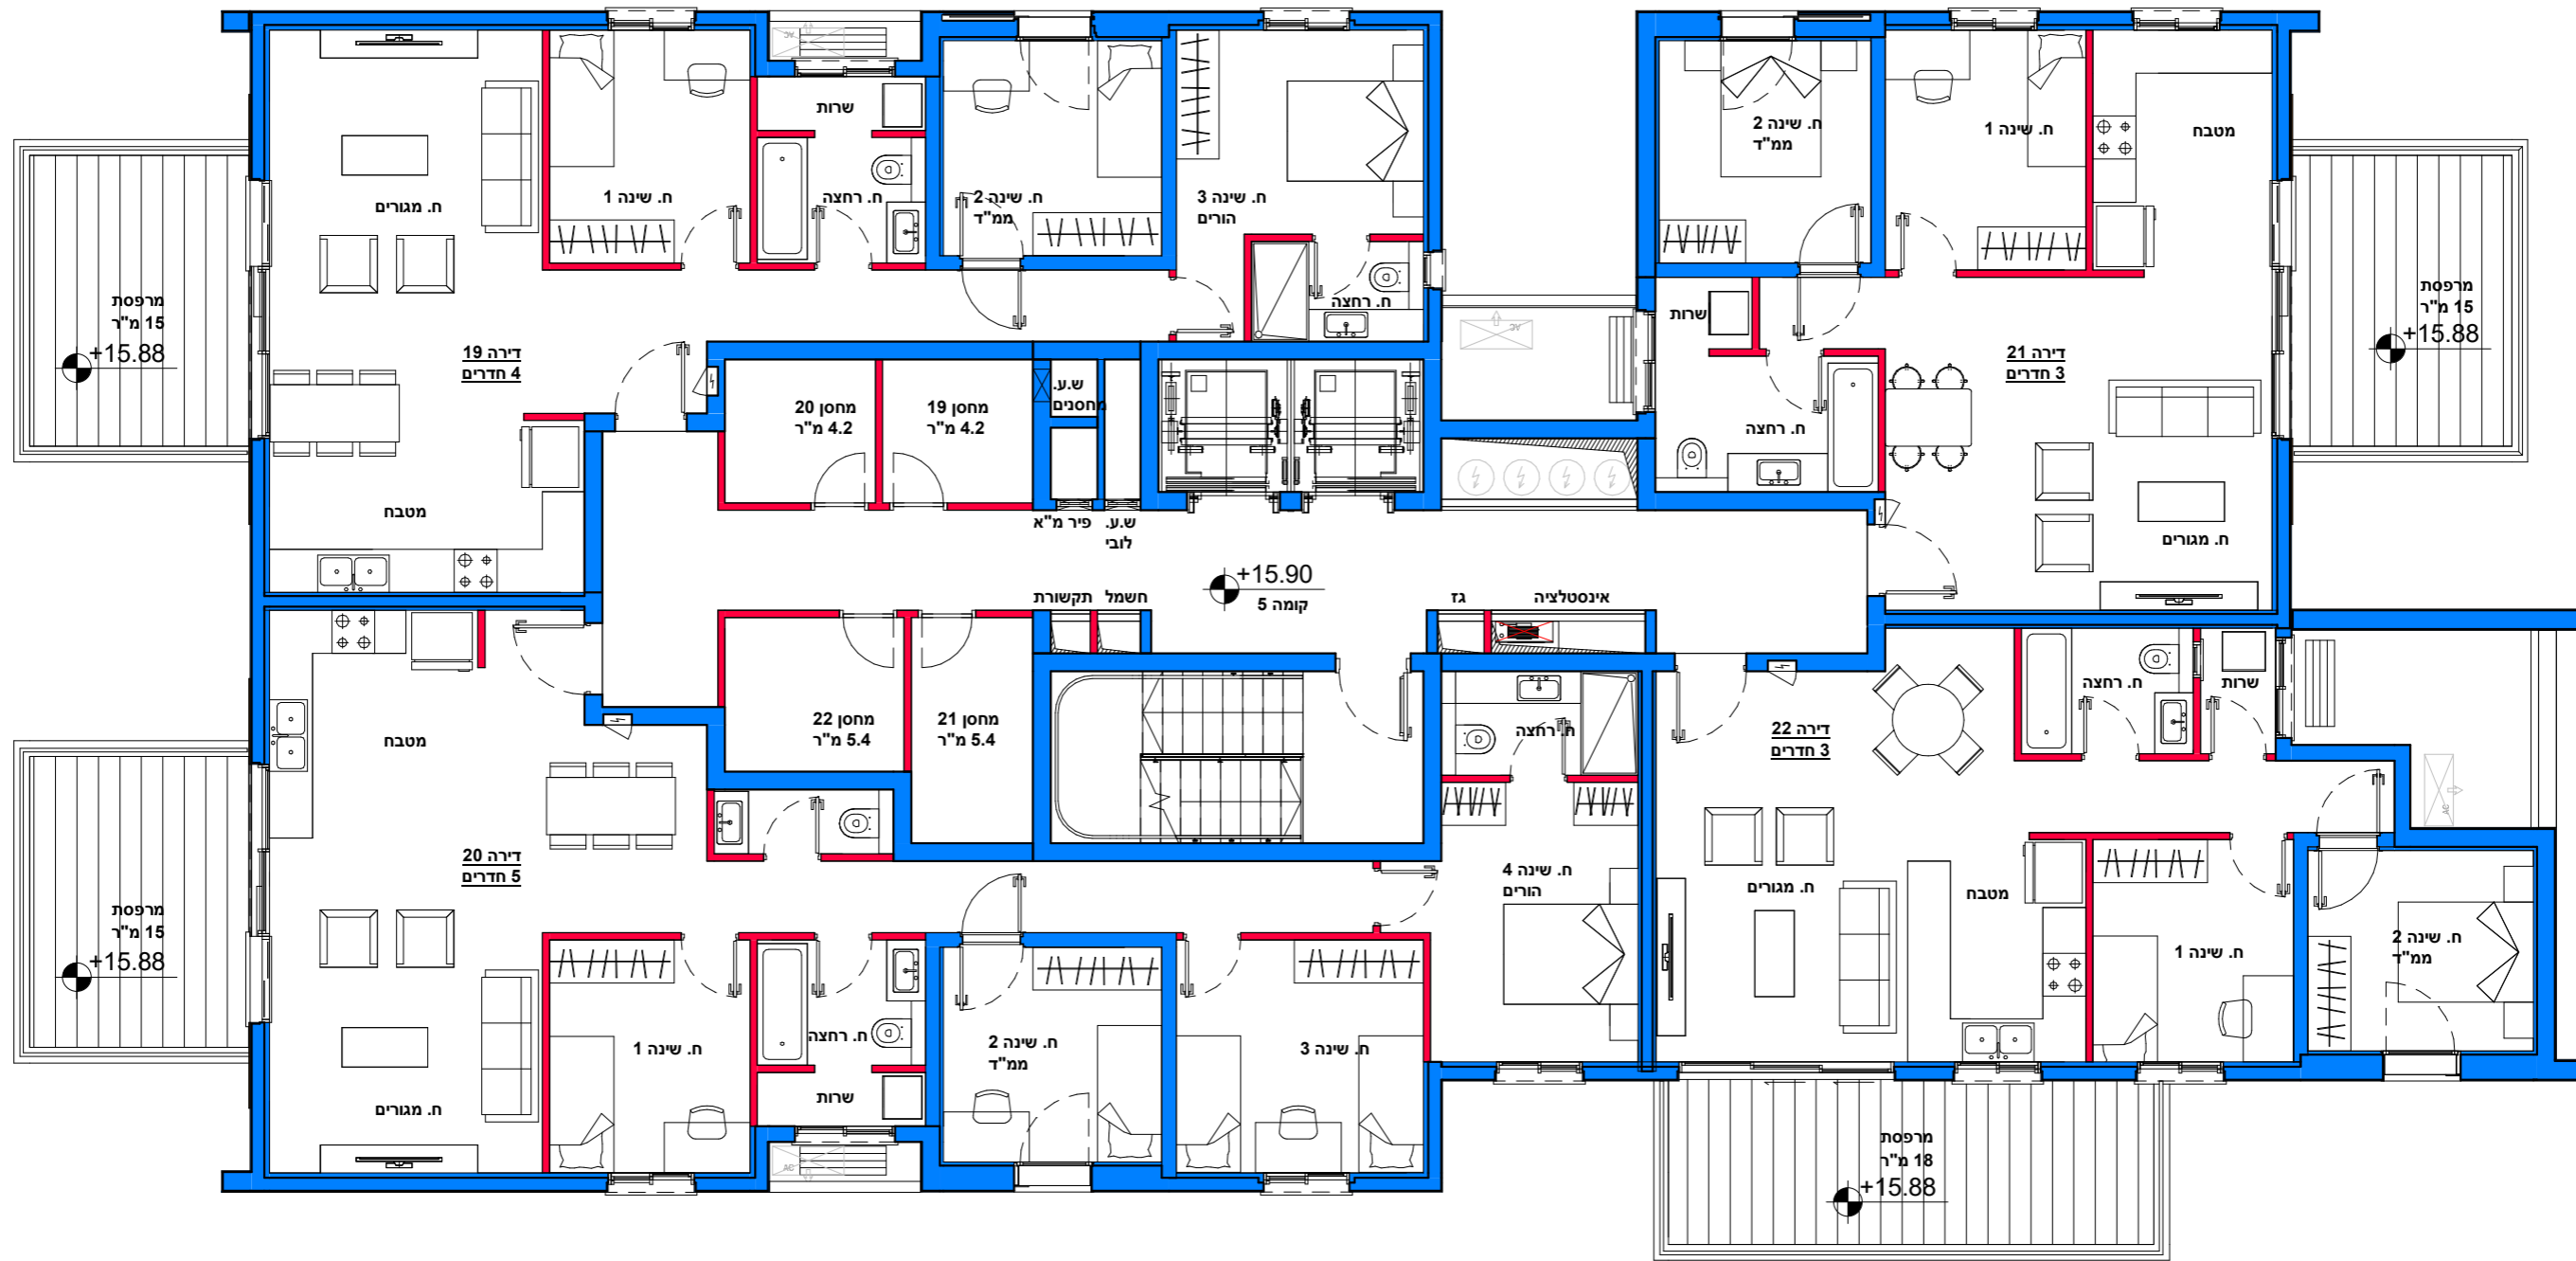 שרות
ח. שינה 1
ח. רחצה
ח. שינה 2
ממ"ד
ח. שינה 3
הורים
ח. רחצה
ח. מגורים
מרפסת
15 מ"ר
+15.88
דירה 19
4 חדרים
מטבח
מחסן 20
4.2 מ"ר
מחסן 19
4.2 מ"ר
ש.ע.
מחסנים
פיר מ"א
ש.ע.
לובי
AC
AC
ח. שינה 2
ממ"ד
ח. שינה 1
מטבח
שרות
ח. רחצה
דירה 21
3 חדרים
ח. מגורים
מרפסת
15 מ"ר
+15.88
+15.90
קומה 5
תקשורת
חשמל
גז
אינסטלציה
מטבח
מחסן 22
5.4 מ"ר
מחסן 21
5.4 מ"ר
דירה 20
5 חדרים
מרפסת
15 מ"ר
+15.88
ח. מגורים
ח. שינה 1
ח. רחצה
שרות
AC
ח. שינה 2
ממ"ד
ח. שינה 3
ח. שינה 4
הורים
ח. רחצה
דירה 22
3 חדרים
ח. רחצה
שרות
AC
ח. מגורים
מטבח
ח. שינה 1
ח. שינה 2
ממ"ד
מרפסת
18 מ"ר
+15.88